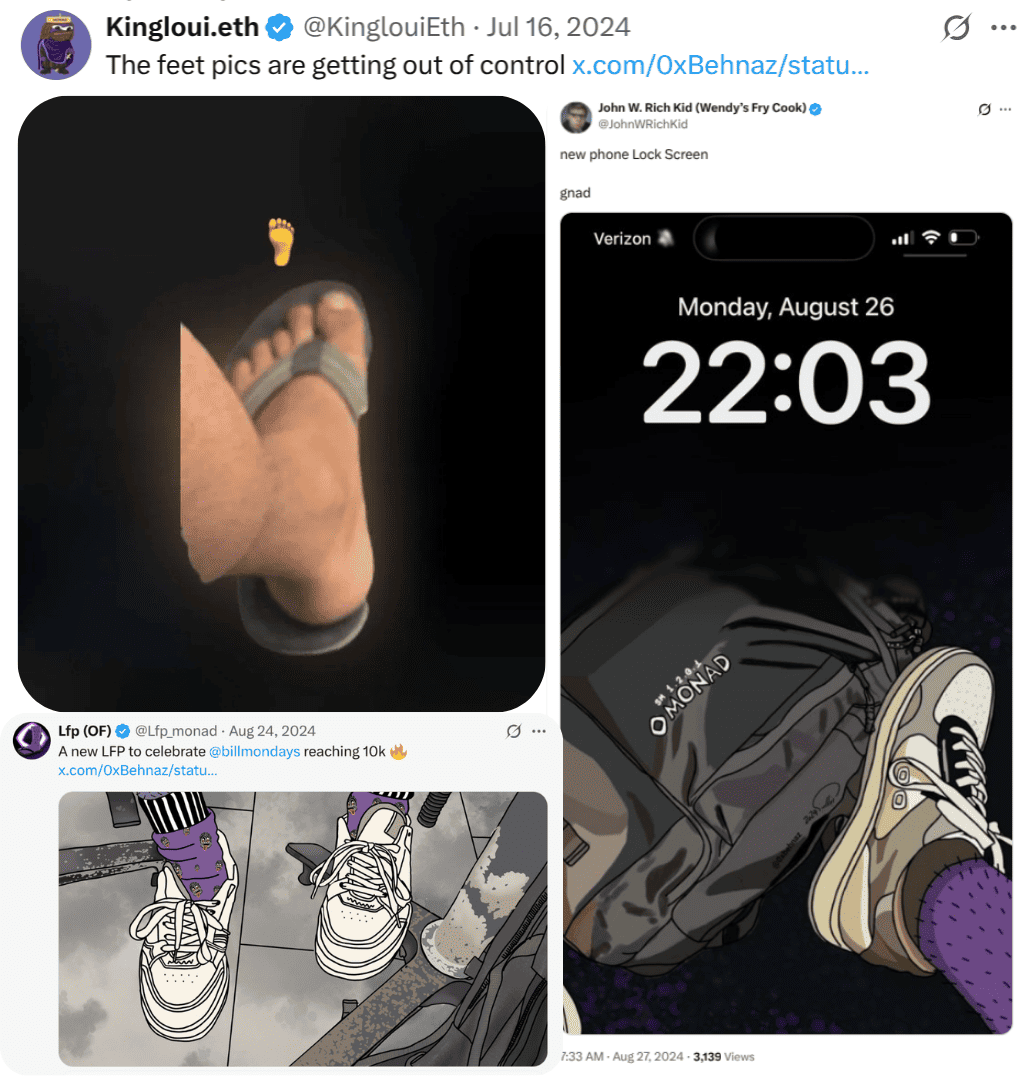 Kingloui.eth @KinglouiEth · Jul 16, 2024
The feet pics are getting out of control x.com/0xBehnaz/statu...
John W. Rich Kid (Wendy's Fry Cook)
@JohnWRichKid
new phone Lock Screen
gnad
Verizon
Monday, August 26
22:03
MONAD
7:33 AM · Aug 27, 2024 · 3,139 Views
Lfp (OF) @Lfp_monad · Aug 24, 2024
A new LFP to celebrate @billmondays reaching 10k 🔥
x.com/0xBehnaz/statu...